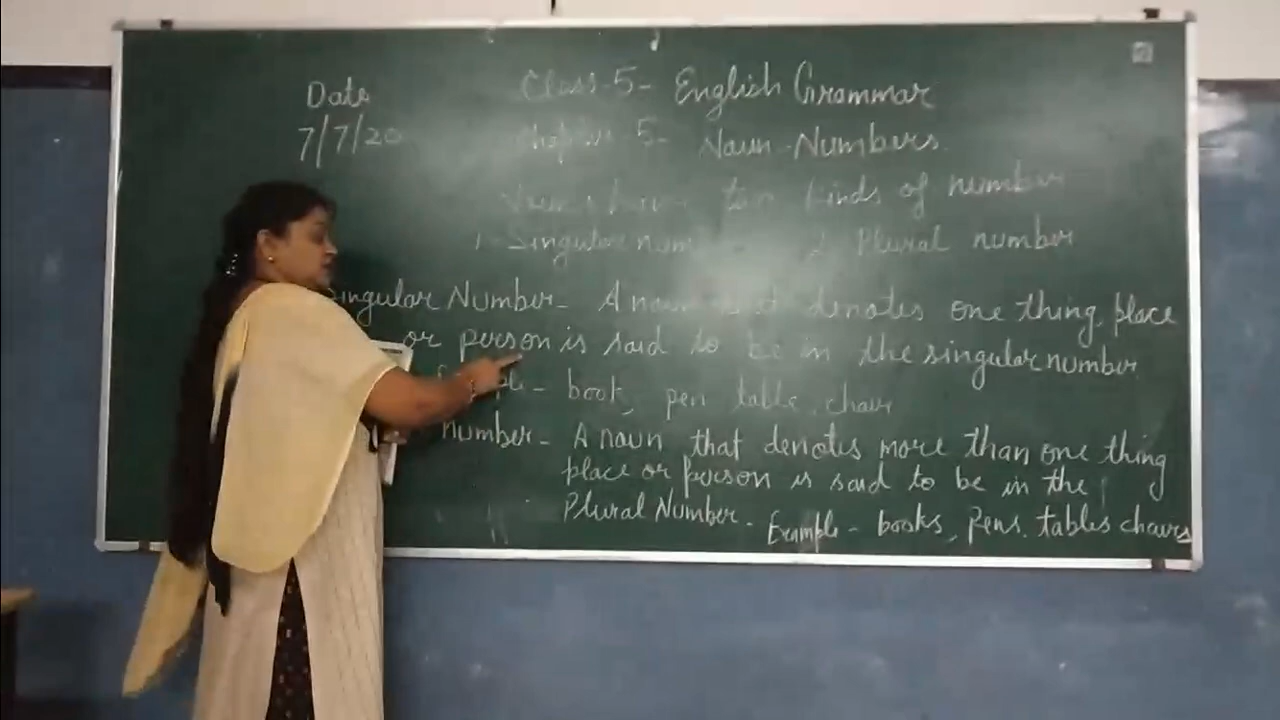 Date
7/7/20
Class-5- English Grammar
Chapter 5- Noun-Numbers.
two kinds of number
1- Singular num 2 Plural number
Singular Number- A noun denotes one thing, place
or person is said to be in the singular number
book, pen table, chair
number- A noun that denotes more than one thing
place or person is said to be in the
Plural Number- Example - books, pens. tables chairs